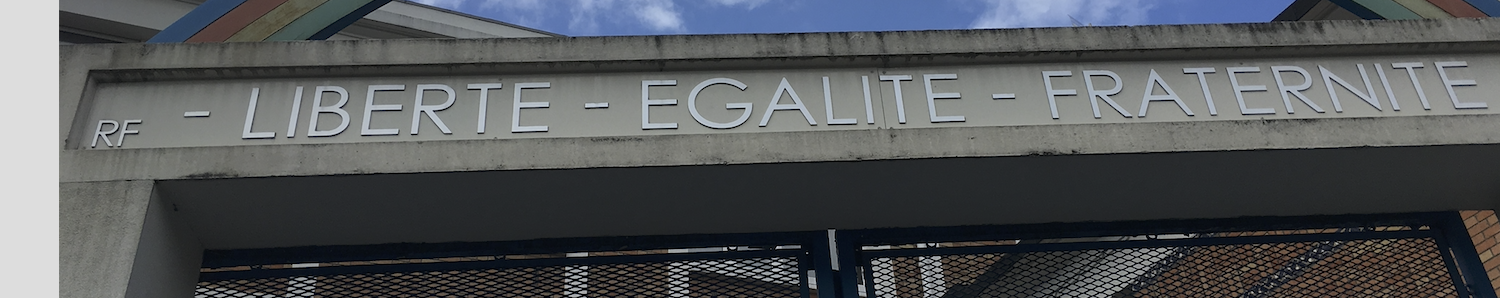 RF - LIBERTE - EGALITE - FRATERNITE